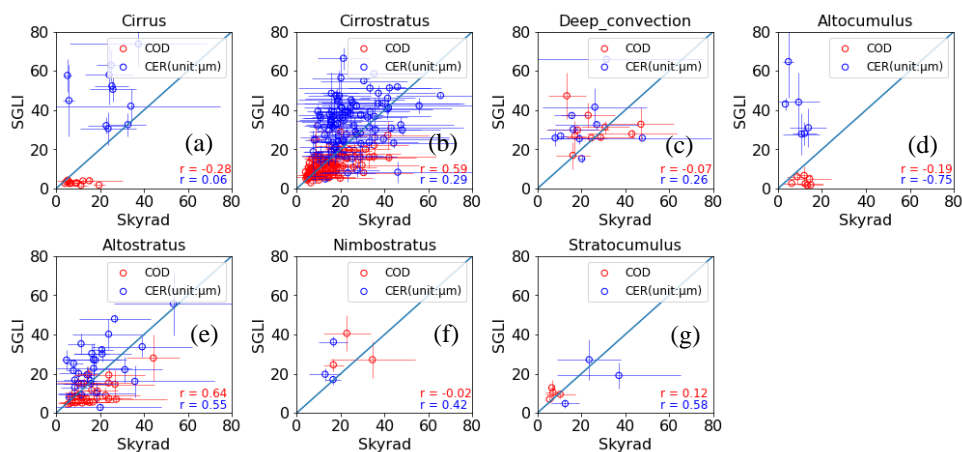 Cirrus
80
60
40
20
0
SGLI
COD
CER(unit:μm)
(a)
r = -0.28
r = 0.06
0 20 40 60 80
Skyrad
Cirrostratus
80
60
40
20
0
SGLI
COD
CER(unit:μm)
(b)
r = 0.59
r = 0.29
0 20 40 60 80
Skyrad
Deep_convection
80
60
40
20
0
SGLI
COD
CER(unit:μm)
(c)
r = -0.07
r = 0.26
0 20 40 60 80
Skyrad
Altocumulus
80
60
40
20
0
SGLI
COD
CER(unit:μm)
(d)
r = -0.19
r = -0.75
0 20 40 60 80
Skyrad
Altostratus
80
60
40
20
0
SGLI
COD
CER(unit:μm)
(e)
r = 0.64
r = 0.55
0 20 40 60 80
Skyrad
Nimbostratus
80
60
40
20
0
SGLI
COD
CER(unit:μm)
(f)
r = -0.02
r = 0.42
0 20 40 60 80
Skyrad
Stratocumulus
80
60
40
20
0
SGLI
COD
CER(unit:μm)
(g)
r = 0.12
r = 0.58
0 20 40 60 80
Skyrad